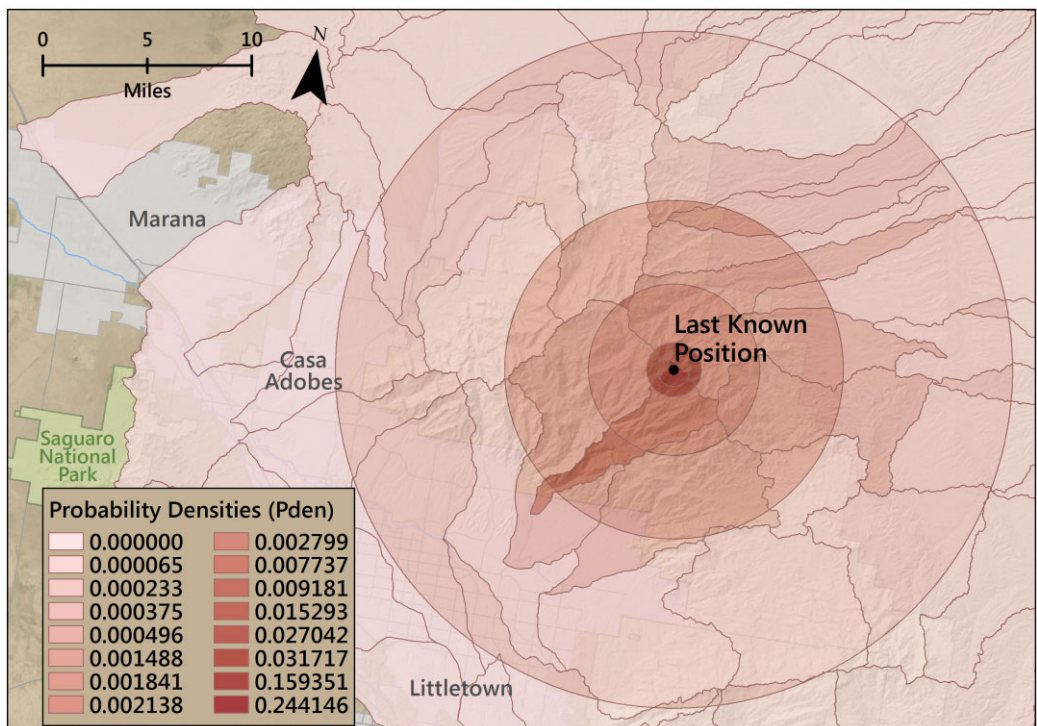 0 5 10
Miles
N
Marana
Last Known
Position
Casa
Adobes
Saguaro
National
Park
Probability Densities (Pden)
0.000000 0.002799
0.000065 0.007737
0.000233 0.009181
0.000375 0.015293
0.000496 0.027042
0.001488 0.031717
0.001841 0.159351
0.002138 0.244146
Littletown